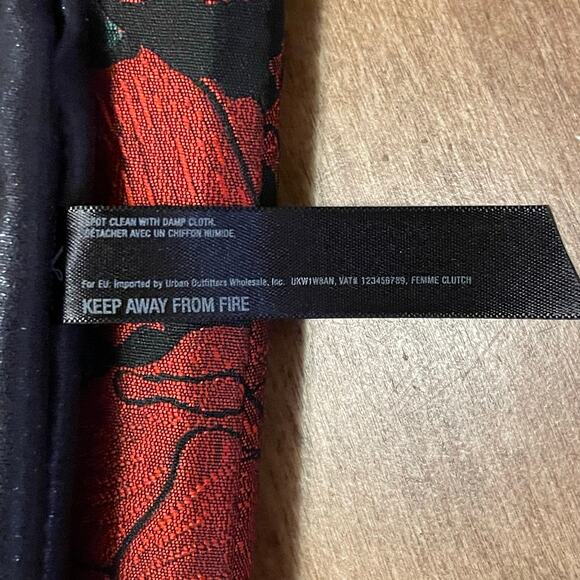 SPOT CLEAN WITH DAMP CLOTH.
DÉTACHER AVEC UN CHIFFON HUMIDE.
For EU: Imported by Urban Outfitters Wholesale, Inc. UKW1W8AN, VAT# 123456789, FEMME CLUTCH
KEEP AWAY FROM FIRE